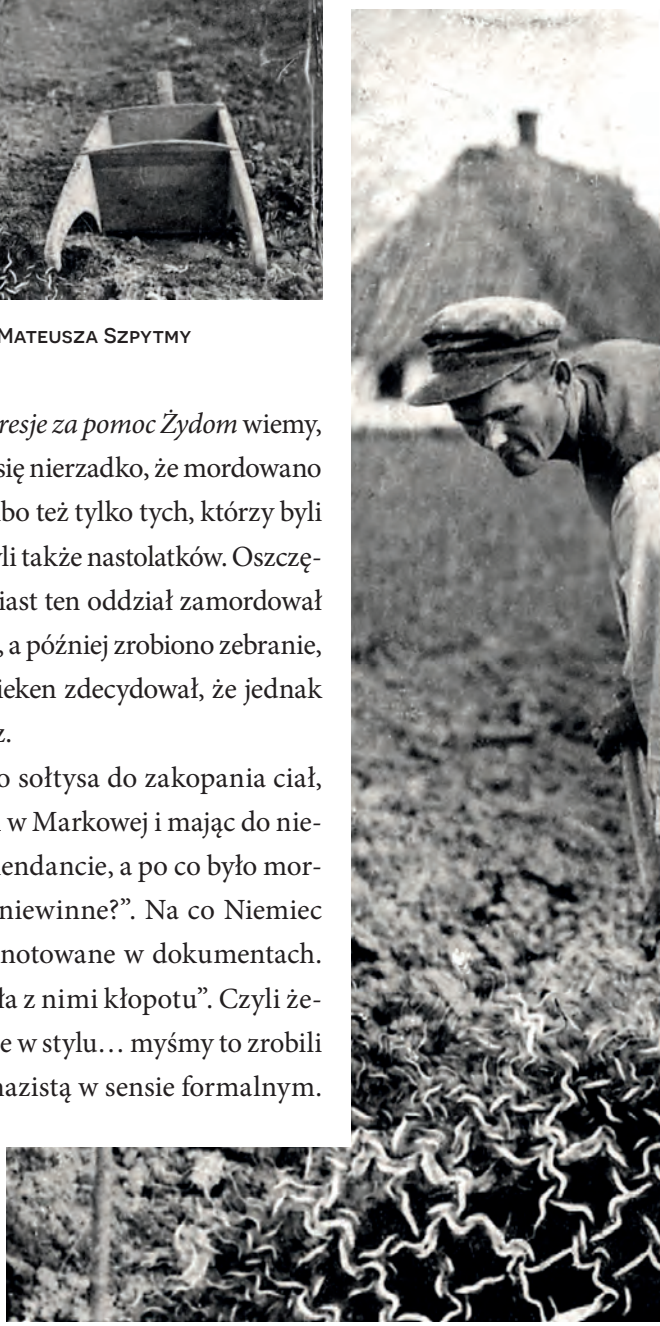 Mateusza Szpytmy
resje za pomoc Żydom wiemy,
się nierzadko, że mordowano
bo też tylko tych, którzy byli
li także nastolatków. Oszczę-
iast ten oddział zamordował
, a później zrobiono zebranie,
ieken zdecydował, że jednak
z.
o sołtysa do zakopania ciał,
w Markowej i mając do nie-
endancie, a po co było mor-
niewinne?”. Na co Niemiec
notowane w dokumentach.
ła z nimi kłopotu”. Czyli że-
e w stylu… myśmy to zrobili
nazistą w sensie formalnym.